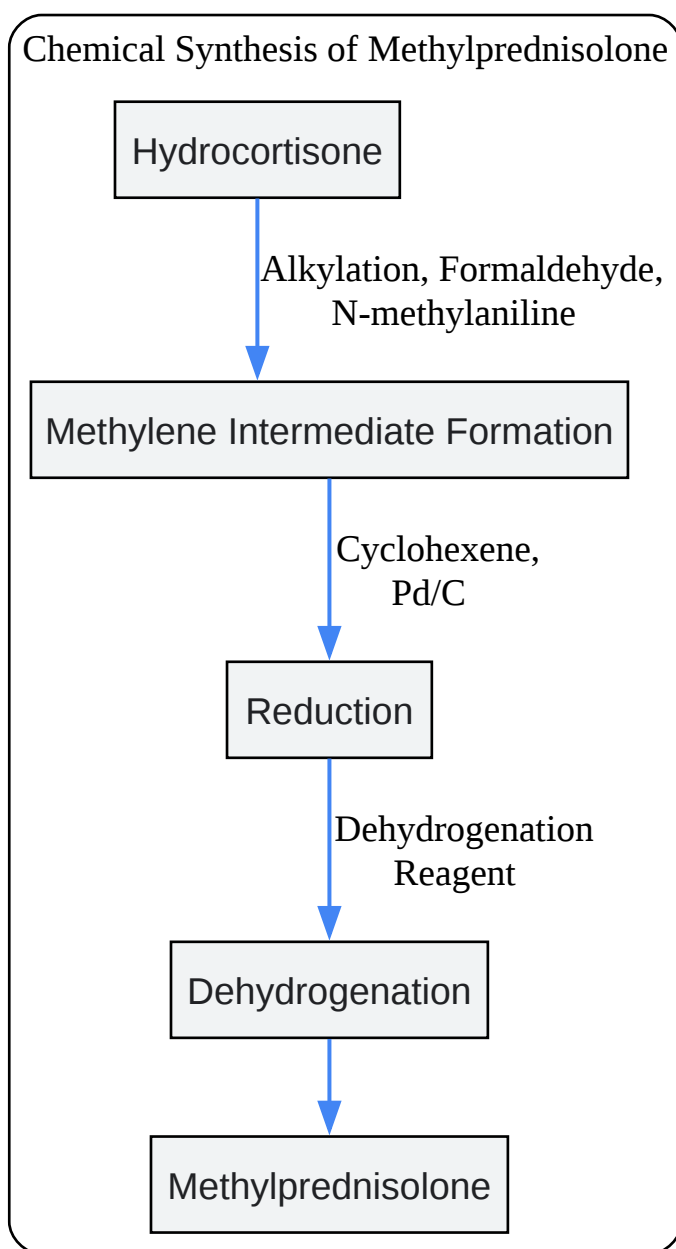 Chemical Synthesis of Methylprednisolone
Hydrocortisone
Alkylation, Formaldehyde,
N-methylaniline
Methylene Intermediate Formation
Cyclohexene,
Pd/C
Reduction
Dehydrogenation
Reagent
Dehydrogenation
Methylprednisolone